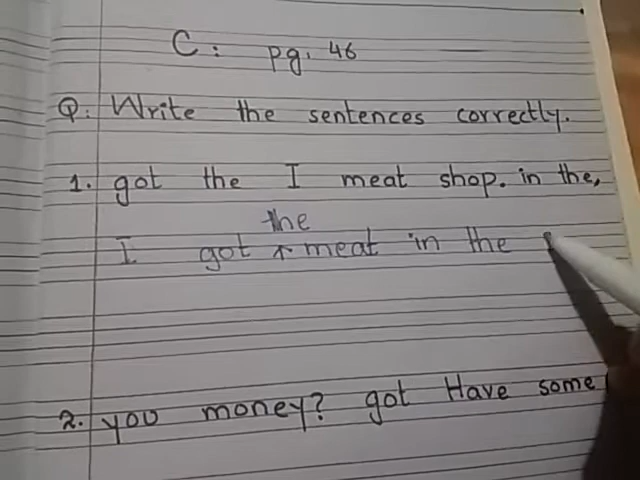 C: pg. 46
Q. Write the sentences correctly.
1. got the I meat shop. in the,
the
I got ^ meat in the
2. you money? got Have some